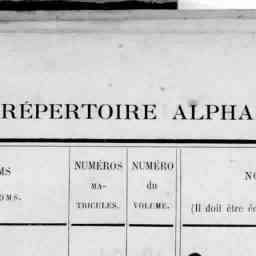 RÉPERTOIRE ALPHA
NUMÉROS MA- TRICULES.
NUMÉRO du VOLUME.
(Il doit être